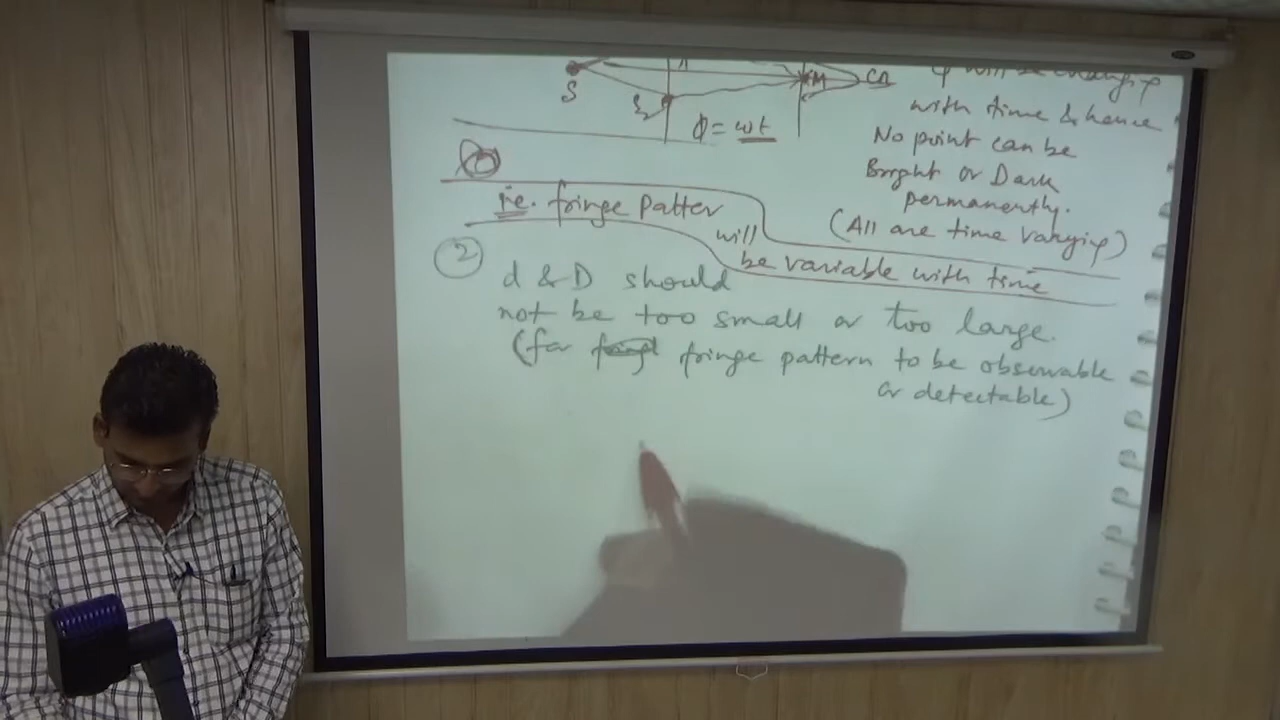 S
M
φ = ωt
with time & hence
No point can be
Bright or Dark
permanently.
(All are time varying)
i.e. fringe Patter
will
be variable with time
2
d & D should
not be too small or too large.
(for fringe pattern to be observable
or detectable)